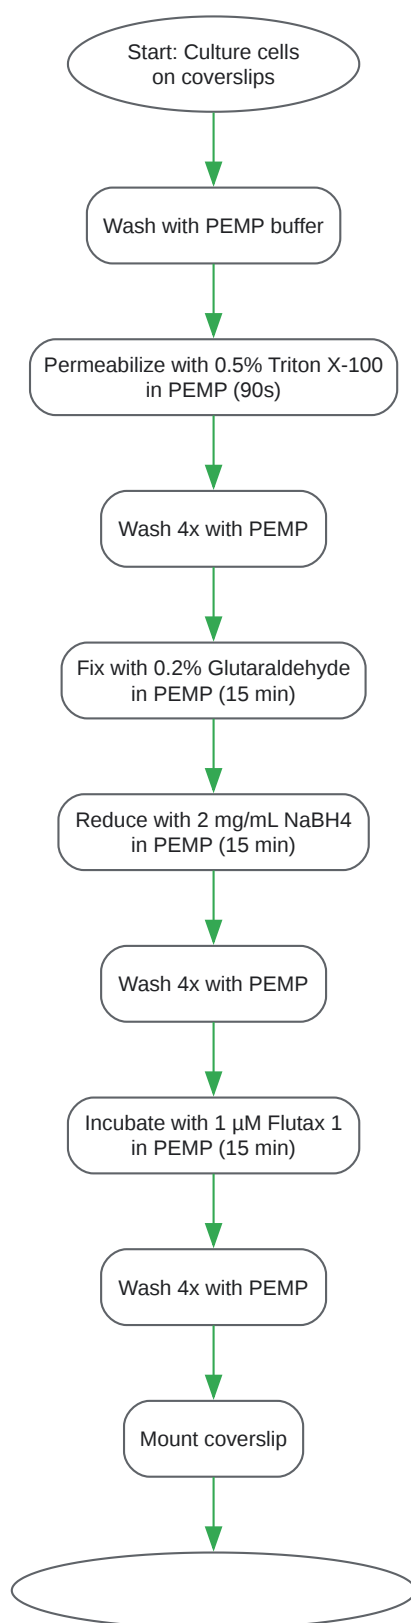 Start: Culture cells
on coverslips
Wash with PEMP buffer
Permeabilize with 0.5% Triton X-100
in PEMP (90s)
Wash 4x with PEMP
Fix with 0.2% Glutaraldehyde
in PEMP (15 min)
Reduce with 2 mg/mL NaBH4
in PEMP (15 min)
Wash 4x with PEMP
Incubate with 1 µM Flutax 1
in PEMP (15 min)
Wash 4x with PEMP
Mount coverslip